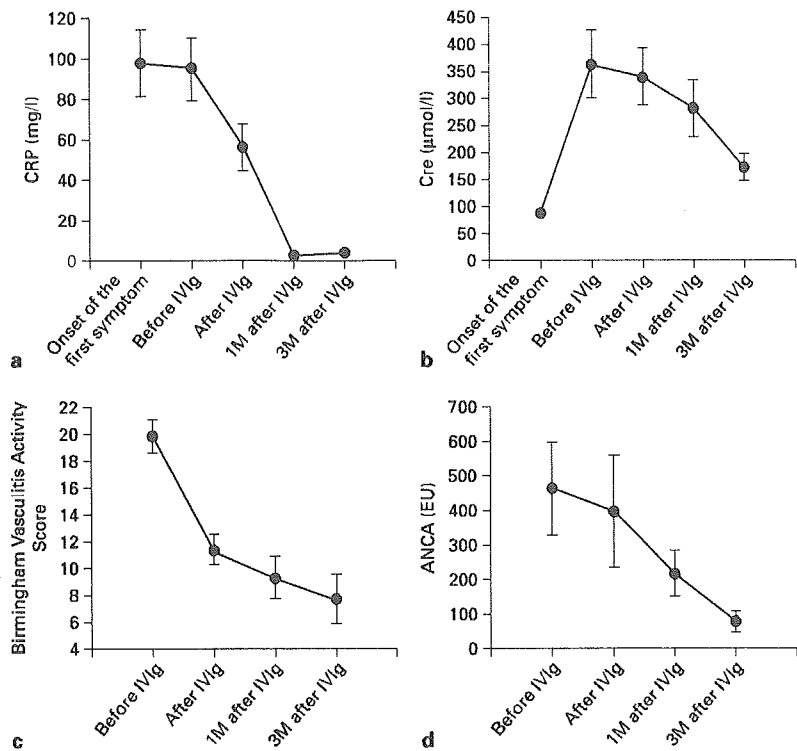 120
100
80
60
40
20
0
CRP (mg/l)
Onset of the
first symptom
Before IVIg
After IVIg
1M after IVIg
3M after IVIg
a
450
400
350
300
250
200
150
100
50
0
Cre (μmol/l)
Onset of the
first symptom
Before IVIg
After IVIg
1M after IVIg
3M after IVIg
b
22
20
18
16
14
12
10
8
6
4
Birmingham Vasculitis Activity
Score
Before IVIg
After IVIg
1M after IVIg
3M after IVIg
c
700
600
500
400
300
200
100
0
ANCA (EU)
Before IVIg
After IVIg
1M after IVIg
3M after IVIg
d